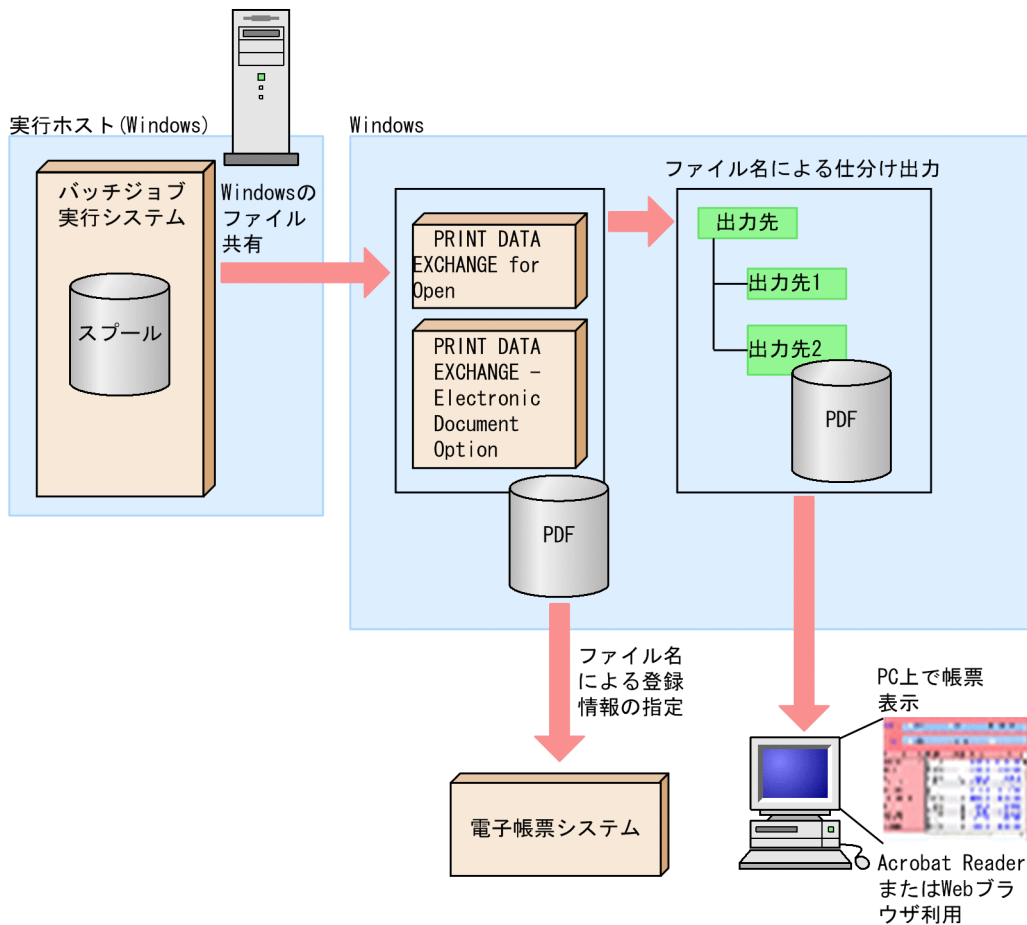 実行ホスト(Windows)
バッチジョブ
実行システム
スプール
Windowsの
ファイル
共有
Windows
PRINT DATA
EXCHANGE for
Open
PRINT DATA
EXCHANGE －
Electronic
Document
Option
PDF
ファイル名による仕分け出力
出力先
出力先1
出力先2
PDF
ファイル名
による登録
情報の指定
電子帳票システム
PC上で帳票
表示
Acrobat Reader
またはWebブラ
ウザ利用